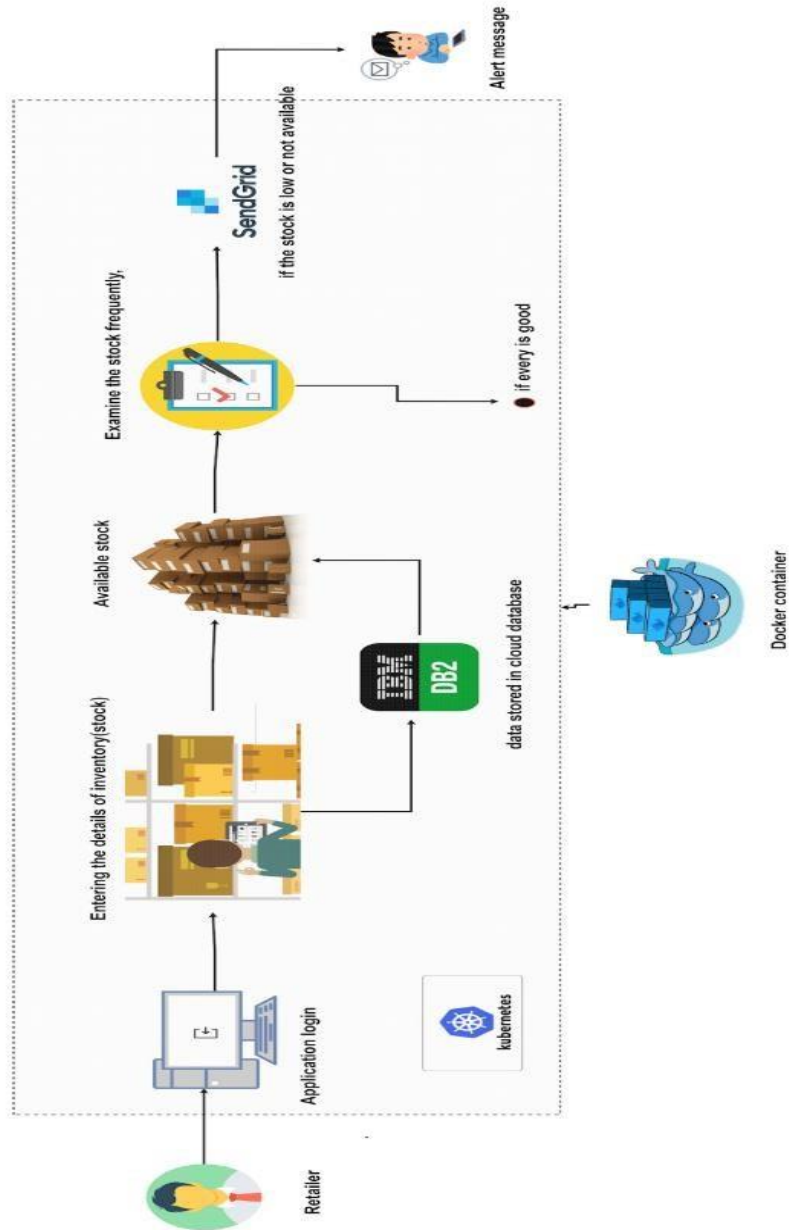 Retailer
Application login
Entering the details of inventory(stock)
Available stock
Examine the stock frequently,
SendGrid
if the stock is low or not available
Alert message
if every is good
IBM
DB2
data stored in cloud database
kubernetes
Docker container